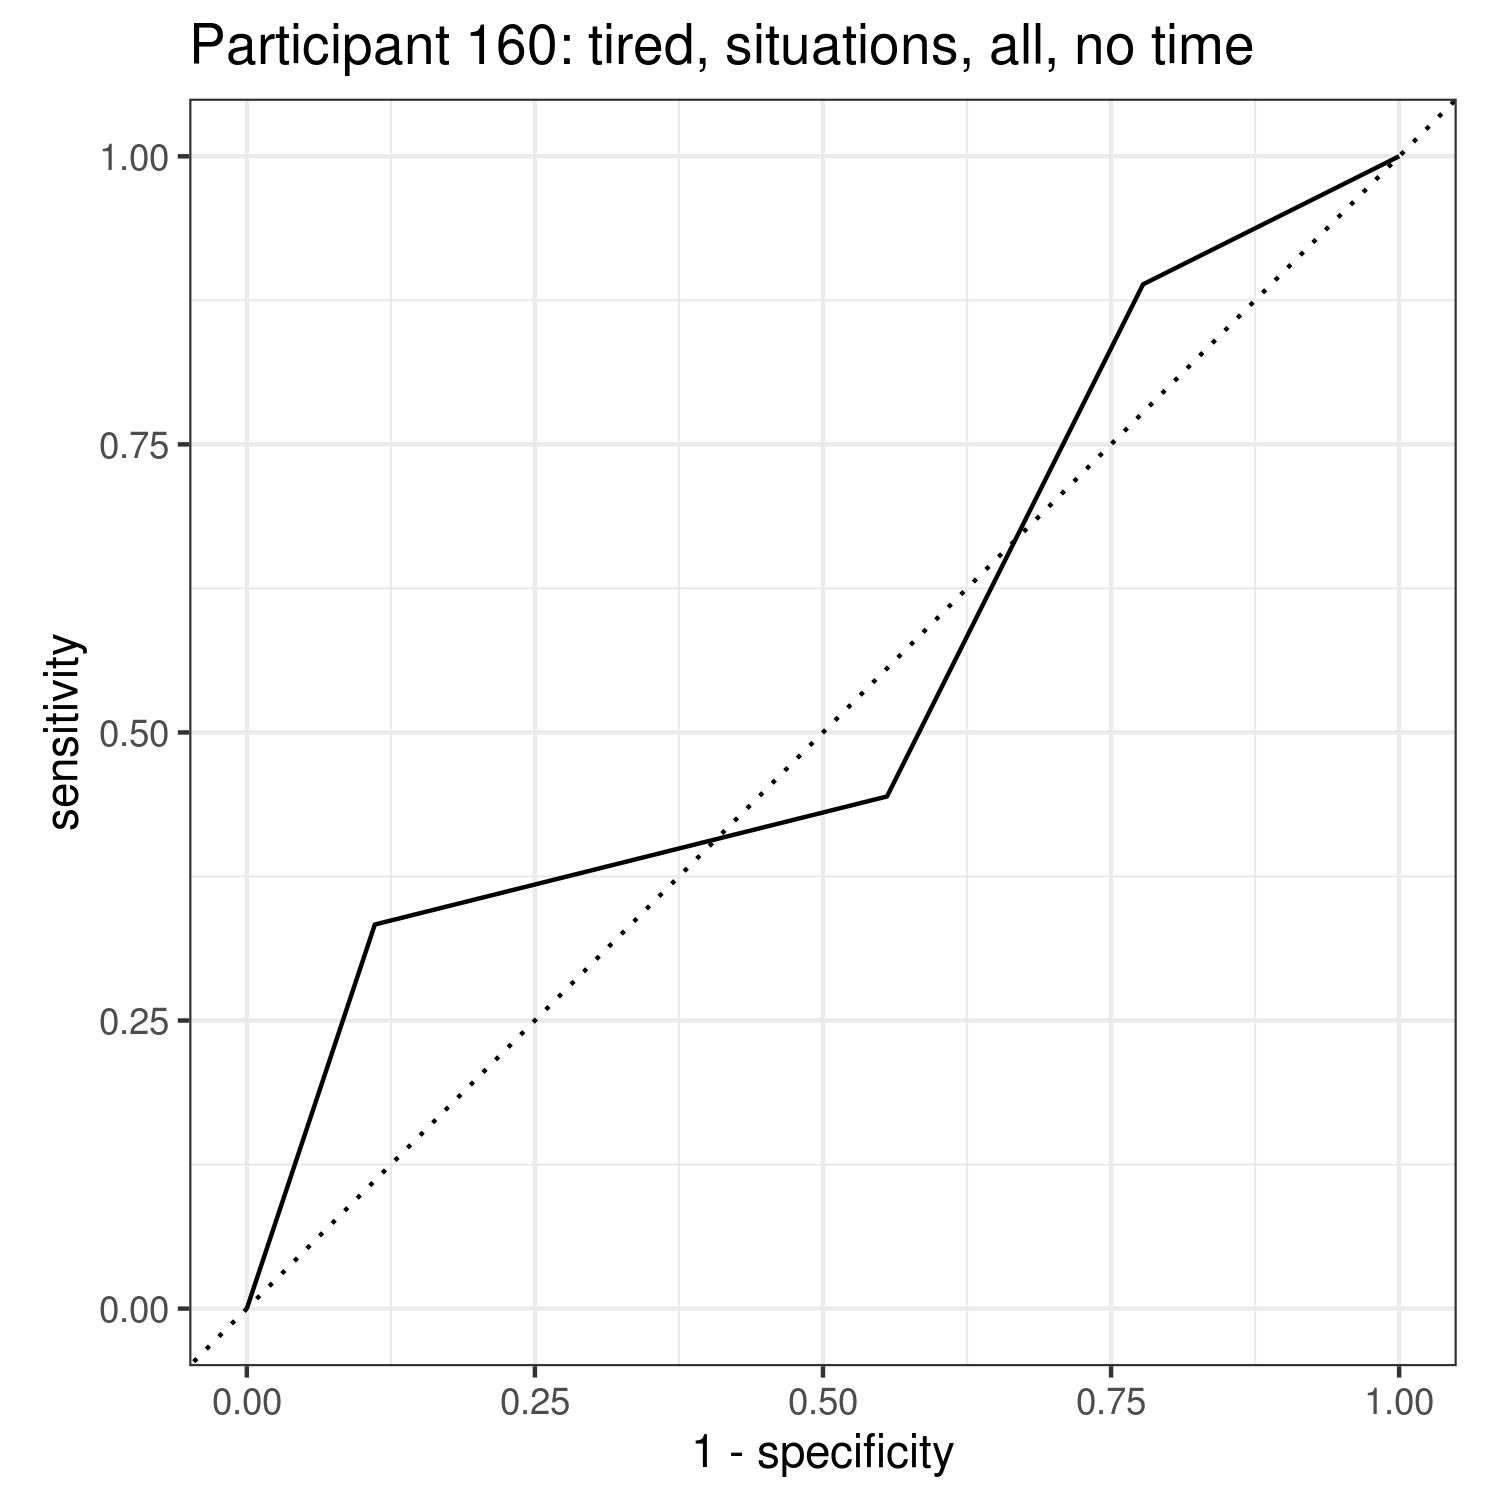 Participant 160: tired, situations, all, no time
1.00
0.75
0.50
0.25
0.00
sensitivity
0.00 0.25 0.50 0.75 1.00
1 - specificity